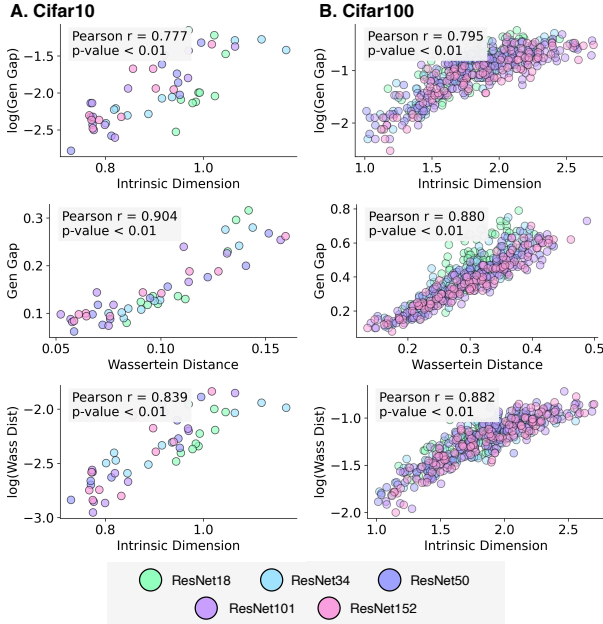 A. Cifar10
B. Cifar100
Pearson r = 0.777
p-value < 0.01
−1.5
−2.0
−2.5
log(Gen Gap)
0.8
1.0
Intrinsic Dimension
Pearson r = 0.795
p-value < 0.01
−1
−2
log(Gen Gap)
1.0
1.5
2.0
2.5
Intrinsic Dimension
Pearson r = 0.904
p-value < 0.01
0.3
0.2
0.1
Gen Gap
0.05
0.10
0.15
Wassertein Distance
Pearson r = 0.880
p-value < 0.01
0.8
0.6
0.4
0.2
Gen Gap
0.2
0.3
0.4
0.5
Wassertein Distance
Pearson r = 0.839
p-value < 0.01
−2.0
−2.5
−3.0
log(Wass Dist)
0.8
1.0
Intrinsic Dimension
Pearson r = 0.882
p-value < 0.01
−1.0
−1.5
−2.0
log(Wass Dist)
1.0
1.5
2.0
2.5
Intrinsic Dimension
ResNet18
ResNet34
ResNet50
ResNet101
ResNet152